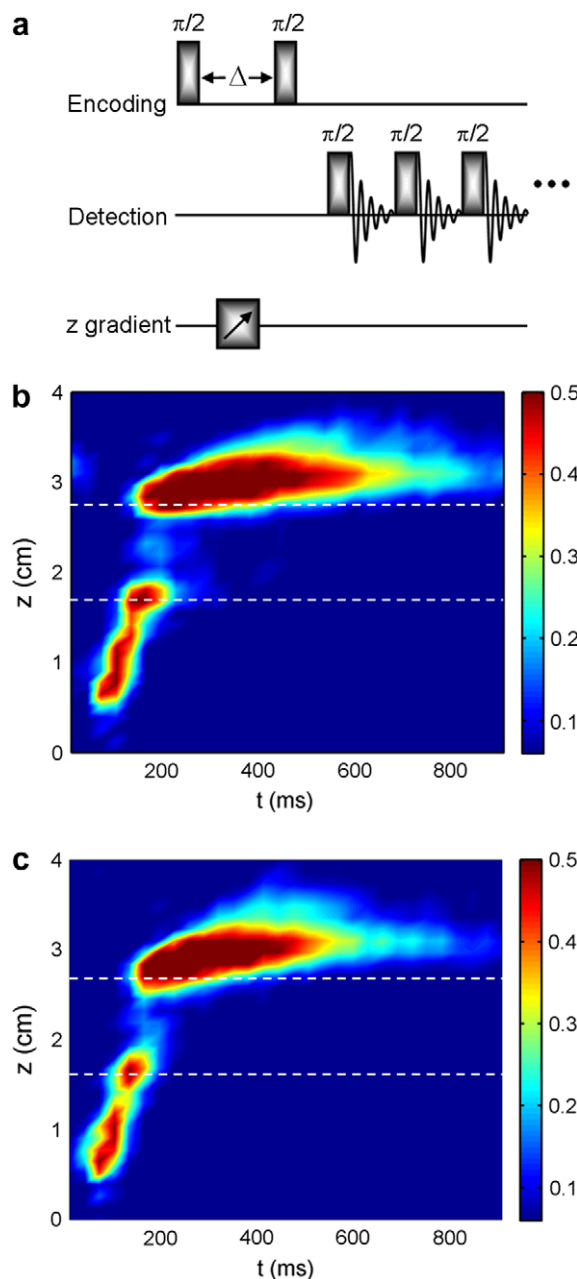 a
π/2 π/2
Δ
Encoding
π/2 π/2 π/2
Detection
z gradient
b
4
3
2
1
0
z (cm)
200 400 600 800
t (ms)
0.5
0.4
0.3
0.2
0.1
c
4
3
2
1
0
z (cm)
200 400 600 800
t (ms)
0.5
0.4
0.3
0.2
0.1